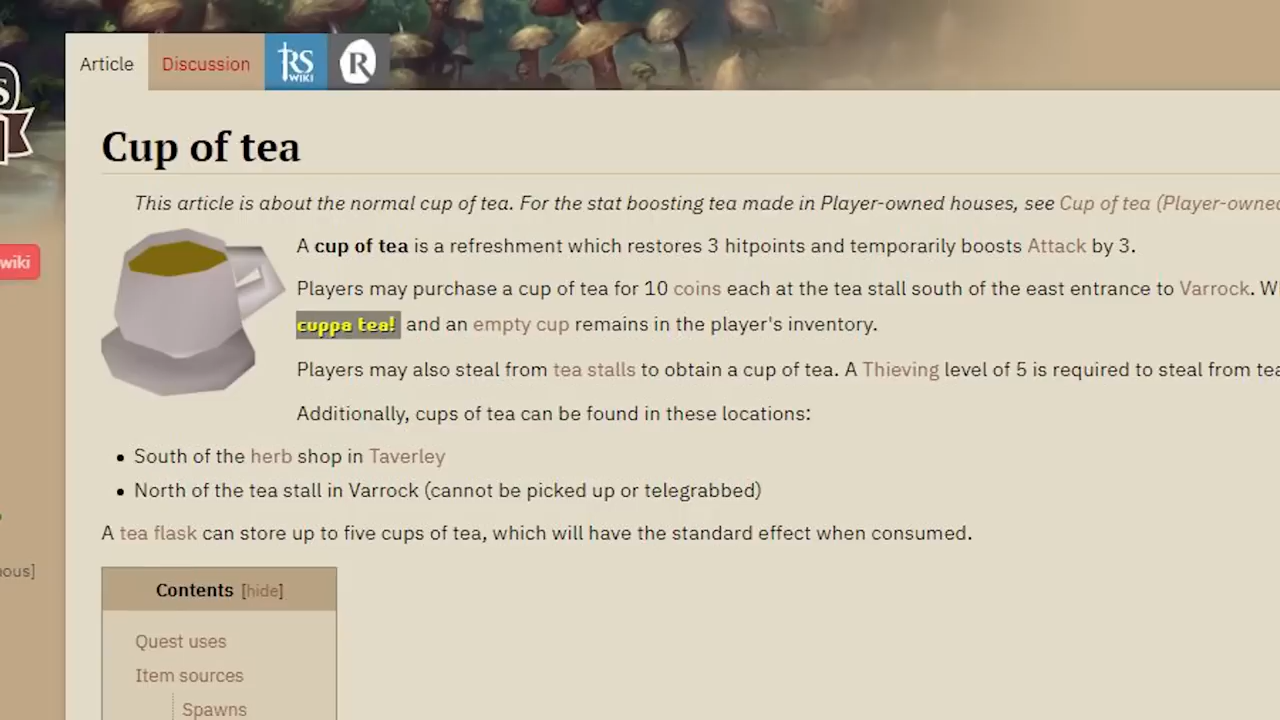 Article Discussion RS WIKI R
S
Cup of tea
This article is about the normal cup of tea. For the stat boosting tea made in Player-owned houses, see Cup of tea (Player-owned
A cup of tea is a refreshment which restores 3 hitpoints and temporarily boosts Attack by 3.
wiki
Players may purchase a cup of tea for 10 coins each at the tea stall south of the east entrance to Varrock. W
cuppa tea! and an empty cup remains in the player's inventory.
Players may also steal from tea stalls to obtain a cup of tea. A Thieving level of 5 is required to steal from tea
Additionally, cups of tea can be found in these locations:
• South of the herb shop in Taverley
• North of the tea stall in Varrock (cannot be picked up or telegrabbed)
A tea flask can store up to five cups of tea, which will have the standard effect when consumed.
nous]
Contents [hide]
Quest uses
Item sources
Spawns